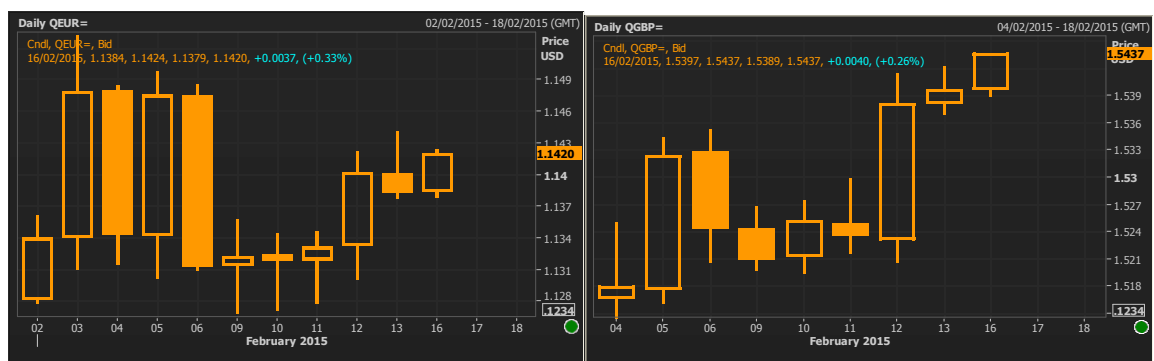 Daily QEUR= 02/02/2015 - 18/02/2015 (GMT)
Cndl, QEUR=, Bid
16/02/2015, 1.1384, 1.1424, 1.1379, 1.1420, +0.0037, (+0.33%)
Price
USD
1.149
1.146
1.143
1.1420
1.14
1.137
1.134
1.131
1.128
.1234
02 03 04 05 06 09 10 11 12 13 16 17 18
February 2015
Daily QGBP= 04/02/2015 - 18/02/2015 (GMT)
Cndl, QGBP=, Bid
16/02/2015, 1.5397, 1.5437, 1.5389, 1.5437, +0.0040, (+0.26%)
Price
USD
1.5437
1.539
1.536
1.533
1.53
1.527
1.524
1.521
1.518
.1234
04 05 06 09 10 11 12 13 16 17 18
February 2015